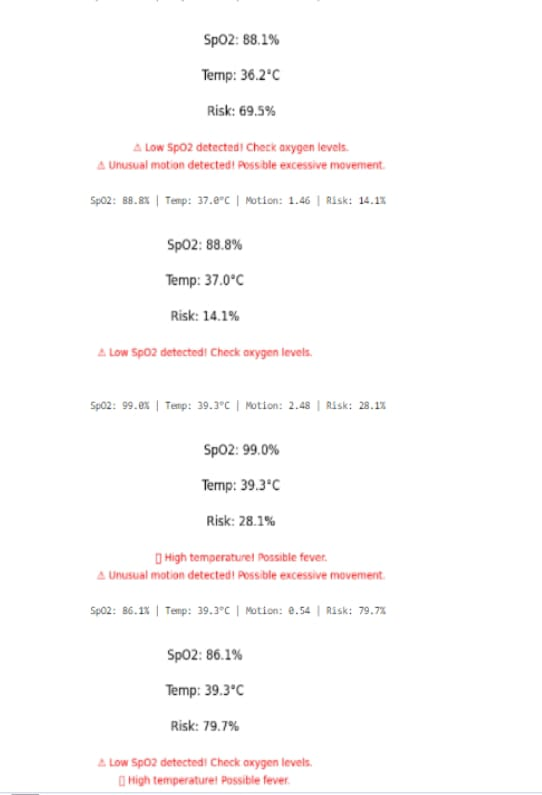 SpO2: 88.1%
Temp: 36.2°C
Risk: 69.5%
⚠ Low SpO2 detected! Check oxygen levels.
⚠ Unusual motion detected! Possible excessive movement.
SpO2: 88.8% | Temp: 37.0°C | Motion: 1.46 | Risk: 14.1%
SpO2: 88.8%
Temp: 37.0°C
Risk: 14.1%
⚠ Low SpO2 detected! Check oxygen levels.
SpO2: 99.0% | Temp: 39.3°C | Motion: 2.48 | Risk: 28.1%
SpO2: 99.0%
Temp: 39.3°C
Risk: 28.1%
▯ High temperature! Possible fever.
⚠ Unusual motion detected! Possible excessive movement.
SpO2: 86.1% | Temp: 39.3°C | Motion: 0.54 | Risk: 79.7%
SpO2: 86.1%
Temp: 39.3°C
Risk: 79.7%
⚠ Low SpO2 detected! Check oxygen levels.
▯ High temperature! Possible fever.